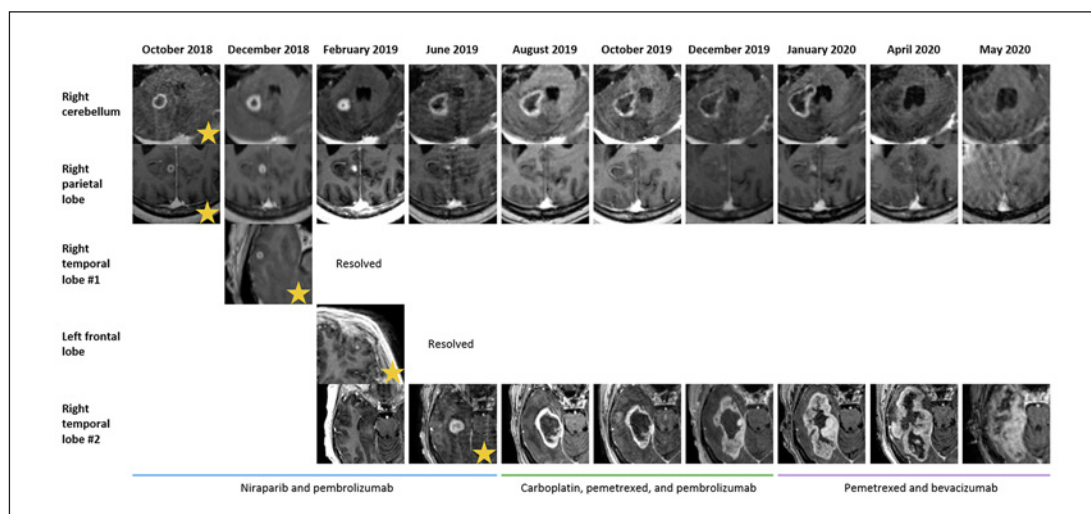 October 2018 December 2018 February 2019 June 2019 August 2019 October 2019 December 2019 January 2020 April 2020 May 2020
Right
cerebellum
Right
parietal
lobe
Right
temporal
lobe #1
Resolved
Left frontal
lobe
Resolved
Right
temporal
lobe #2
Niraparib and pembrolizumab Carboplatin, pemetrexed, and pembrolizumab Pemetrexed and bevacizumab